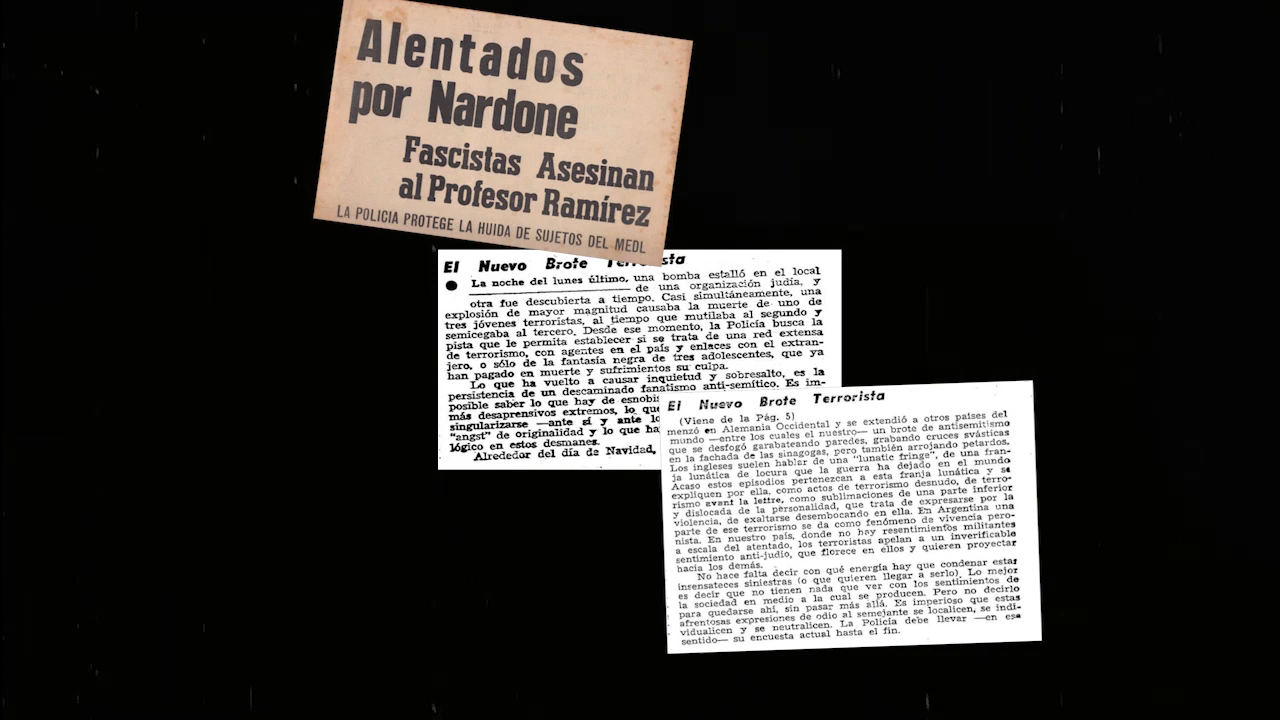 Alentados
por Nardone
Fascistas Asesinan
al Profesor Ramírez
LA POLICIA PROTEGE LA HUIDA DE SUJETOS DEL MEDL
El Nuevo Brote Terrorista
La noche del lunes último, una bomba estalló en el local
de una organización judía, y
otra fue descubierta a tiempo. Casi simultáneamente, una
explosión de mayor magnitud causaba la muerte de uno de
tres jóvenes terroristas, al tiempo que mutilaba al segundo y
semicegaba al tercero. Desde ese momento, la Policía busca la
pista que le permita establecer si se trata de una red extensa
de terrorismo, con agentes en el país y enlaces con el extran-
jero, o sólo de la fantasía negra de tres adolescentes, que ya
han pagado en muerte y sufrimientos su culpa.
Lo que ha vuelto a causar inquietud y sobresalto, es la
persistencia de un descaminado fanatismo anti-semítico. Es im-
posible saber lo que hay de esnobis
más desaprensivos extremos, lo que
singularizarse —ante sí y ante lo
"angst" de originalidad y lo que ha
lógico en estos desmanes.
Alrededor del día de Navidad,
El Nuevo Brote Terrorista
(Viene de la Pág. 5)
menzó en Alemania Occidental y se extendió a otros países del
mundo —entre los cuales el nuestro— un brote de antisemitismo
que se desfogó garabateando paredes, grabando cruces svásticas
en la fachada de las sinagogas, pero también arrojando petardos.
Los ingleses suelen hablar de una "lunatic fringe", de una fran-
ja lunática de locura que la guerra ha dejado en el mundo
Acaso estos episodios pertenezcan a esta franja lunática y se
expliquen por ella, como actos de terrorismo desnudo, de terro-
rismo avant la lettre, como sublimaciones de una parte inferior
y dislocada de la personalidad, que trata de expresarse por la
violencia, de exaltarse desembocando en ella. En Argentina una
parte de ese terrorismo se da como fenómeno de vivencia pero-
nista. En nuestro país, donde no hay resentimientos militantes
a escala del atentado, los terroristas apelan a un inverificable
sentimiento anti-judío, que florece en ellos y quieren proyectar
hacia los demás.
No hace falta decir con qué energía hay que condenar estas
insensateces siniestras (o que quieren llegar a serlo). Lo mejor
es decir que no tienen nada que ver con los sentimientos de
la sociedad en medio a la cual se producen. Pero no decirlo
para quedarse ahí, sin pasar más allá. Es imperioso que estas
afrentosas expresiones de odio al semejante se localicen, se indi-
vidualicen y se neutralicen. La Policía debe llevar —en ese
sentido— su encuesta actual hasta el fin.